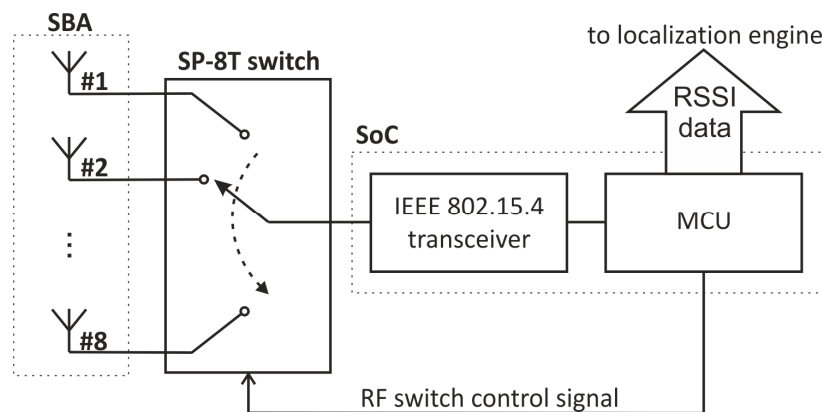 SBA
SP-8T switch
to localization engine
#1
RSSI
data
SoC
#2
IEEE 802.15.4
transceiver
MCU
⋮
#8
RF switch control signal